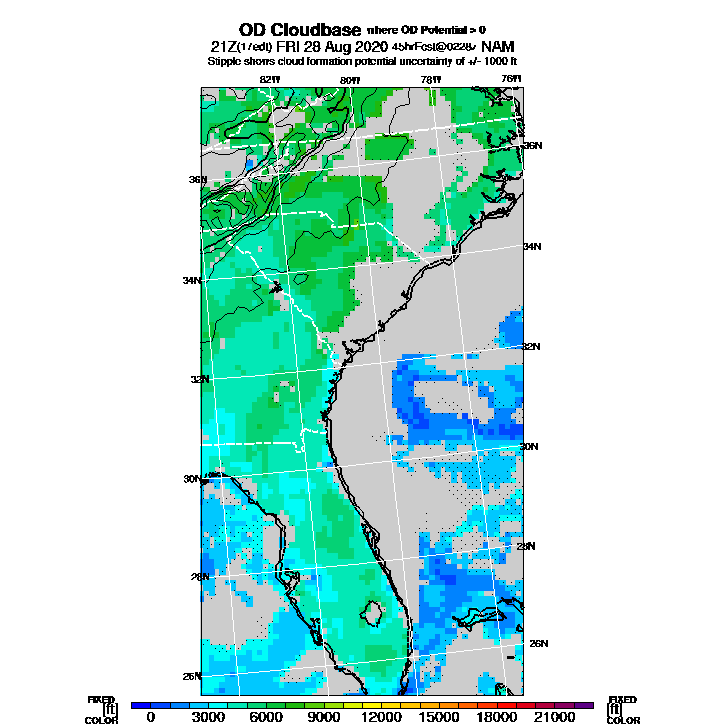 OD Cloudbase where OD Potential > 0
21Z(17edt) FRI 28 Aug 2020 45hrFcst@0228z NAM
Stipple shows cloud formation potential uncertainty of +/- 1000 ft
82W 80W 78W 76W
36N 36N
34N 34N
32N 32N
30N 30N
28N 28N
26N 26N
FIXED FIXED
[ft] 0 3000 6000 9000 12000 15000 18000 21000 [ft]
COLOR COLOR